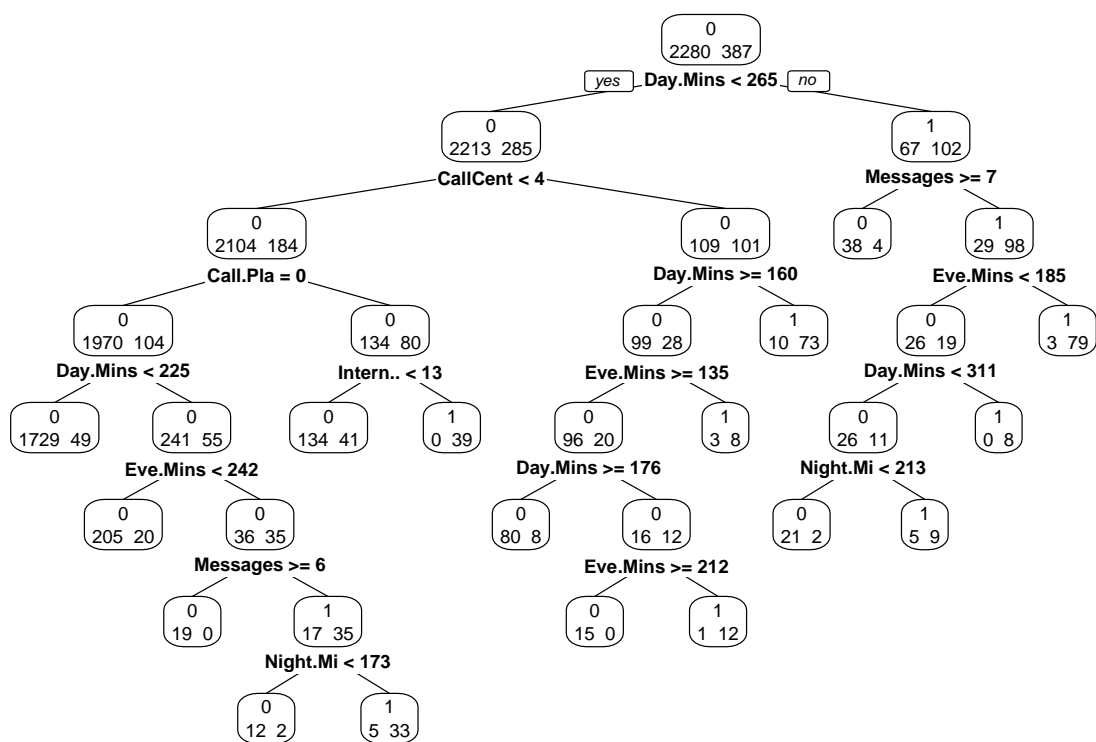 0
2280 387
yes Day.Mins < 265 no
0 1
2213 285 67 102
CallCent < 4 Messages >= 7
0 0 0 1
2104 184 109 101 38 4 29 98
Call.Pla = 0 Day.Mins >= 160 Eve.Mins < 185
0 0 0 1 0 1
1970 104 134 80 99 28 10 73 26 19 3 79
Day.Mins < 225 Intern.. < 13 Eve.Mins >= 135 Day.Mins < 311
0 0 0 1 0 1 0 1
1729 49 241 55 134 41 0 39 96 20 3 8 26 11 0 8
Eve.Mins < 242 Day.Mins >= 176 Night.Mi < 213
0 0 0 0 0 1
205 20 36 35 80 8 16 12 21 2 5 9
Messages >= 6 Eve.Mins >= 212
0 1 0 1
19 0 17 35 15 0 1 12
Night.Mi < 173
0 1
12 2 5 33